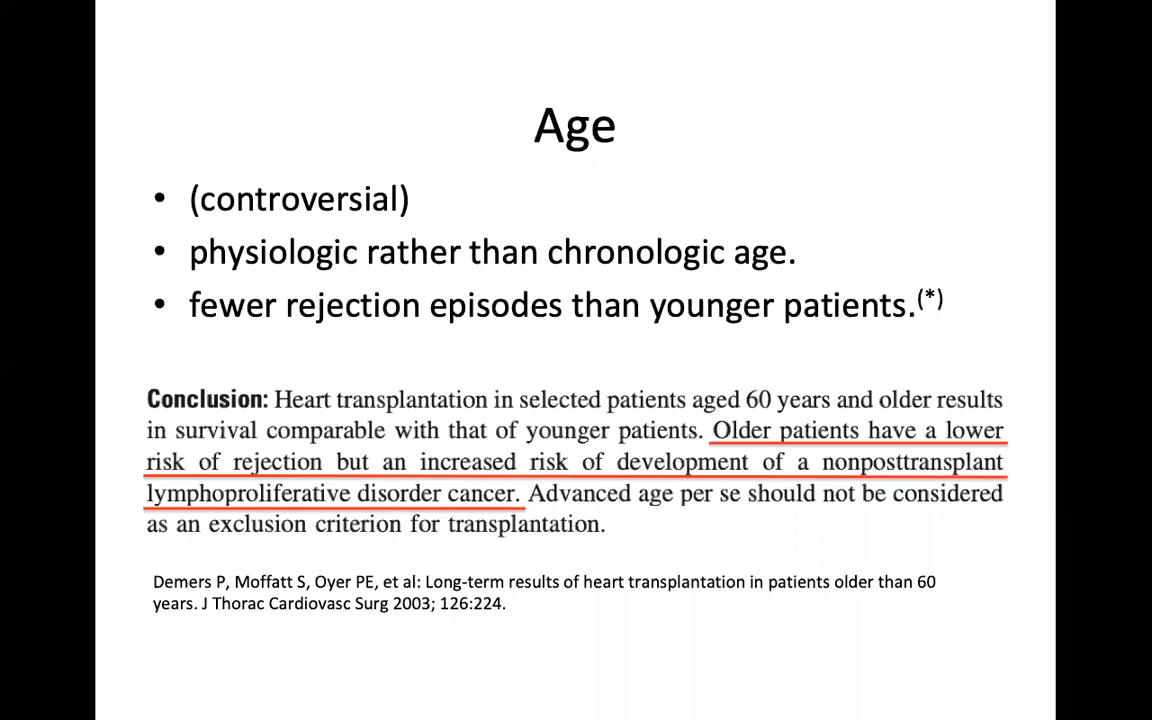 Age
• (controversial)
• physiologic rather than chronologic age.
• fewer rejection episodes than younger patients.(*)
Conclusion: Heart transplantation in selected patients aged 60 years and older results
in survival comparable with that of younger patients. Older patients have a lower
risk of rejection but an increased risk of development of a nonposttransplant
lymphoproliferative disorder cancer. Advanced age per se should not be considered
as an exclusion criterion for transplantation.
Demers P, Moffatt S, Oyer PE, et al: Long-term results of heart transplantation in patients older than 60
years. J Thorac Cardiovasc Surg 2003; 126:224.